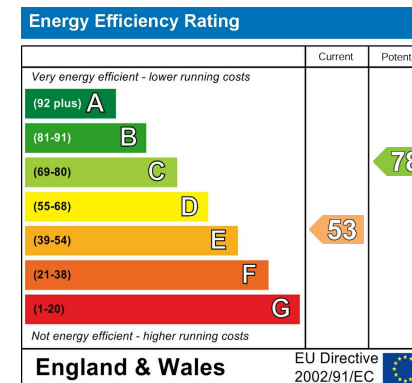 Energy Efficiency Rating
Current Potent
Very energy efficient - lower running costs
(92 plus) A
(81-91) B
(69-80) C
78
(55-68) D
(39-54) E
53
(21-38) F
(1-20) G
Not energy efficient - higher running costs
England & Wales
EU Directive
2002/91/EC